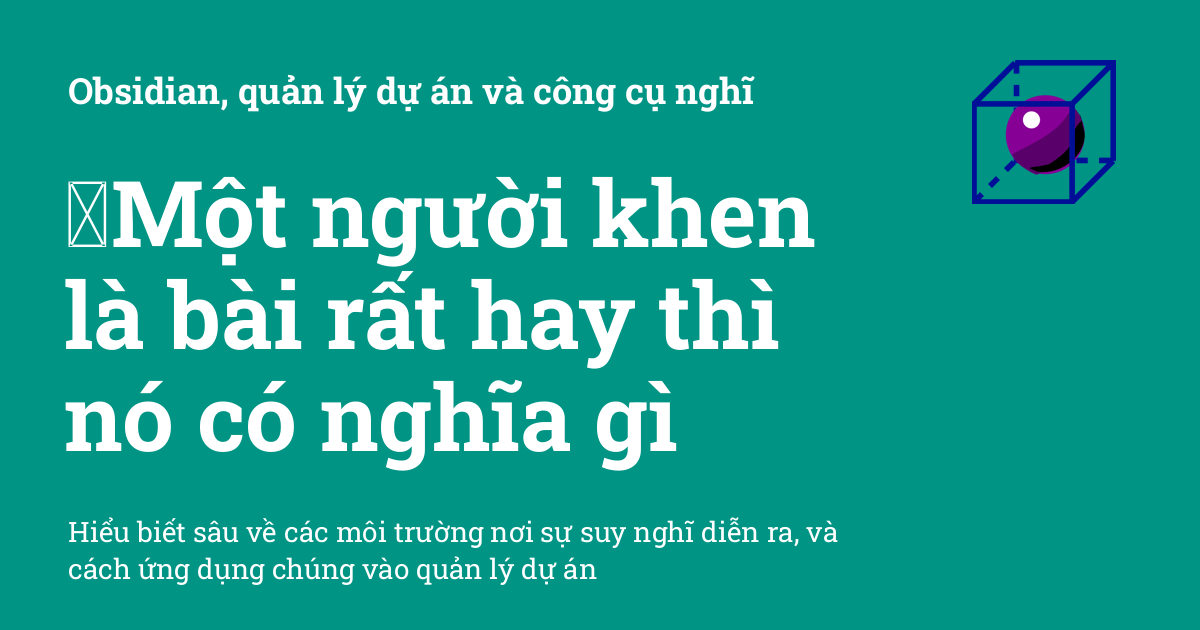 Obsidian, quản lý dự án và công cụ nghĩ
Một người khen
là bài rất hay thì
nó có nghĩa gì
Hiểu biết sâu về các môi trường nơi sự suy nghĩ diễn ra, và
cách ứng dụng chúng vào quản lý dự án